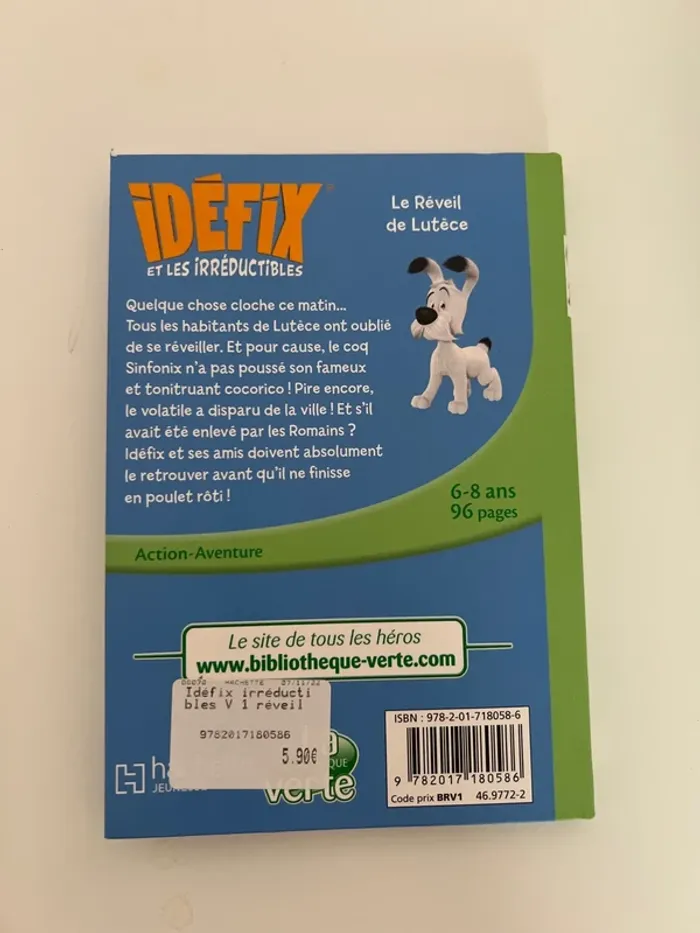 IDÉFIX
ET LES IRRÉDUCTIBLES
Le Réveil
de Lutèce
Quelque chose cloche ce matin...
Tous les habitants de Lutèce ont oublié
de se réveiller. Et pour cause, le coq
Sinfonix n'a pas poussé son fameux
et tonitruant cocorico ! Pire encore,
le volatile a disparu de la ville ! Et s'il
avait été enlevé par les Romains ?
Idéfix et ses amis doivent absolument
le retrouver avant qu'il ne finisse
en poulet rôti !
6-8 ans
96 pages
Action-Aventure
Le site de tous les héros
www.bibliotheque-verte.com
HACHETTE
Idéfix irréducti
bles V 1 réveil
9782017180586
5.90€
verte
ISBN : 978-2-01-718058-6
9 782017 180586
Code prix BRV1 46.9772-2